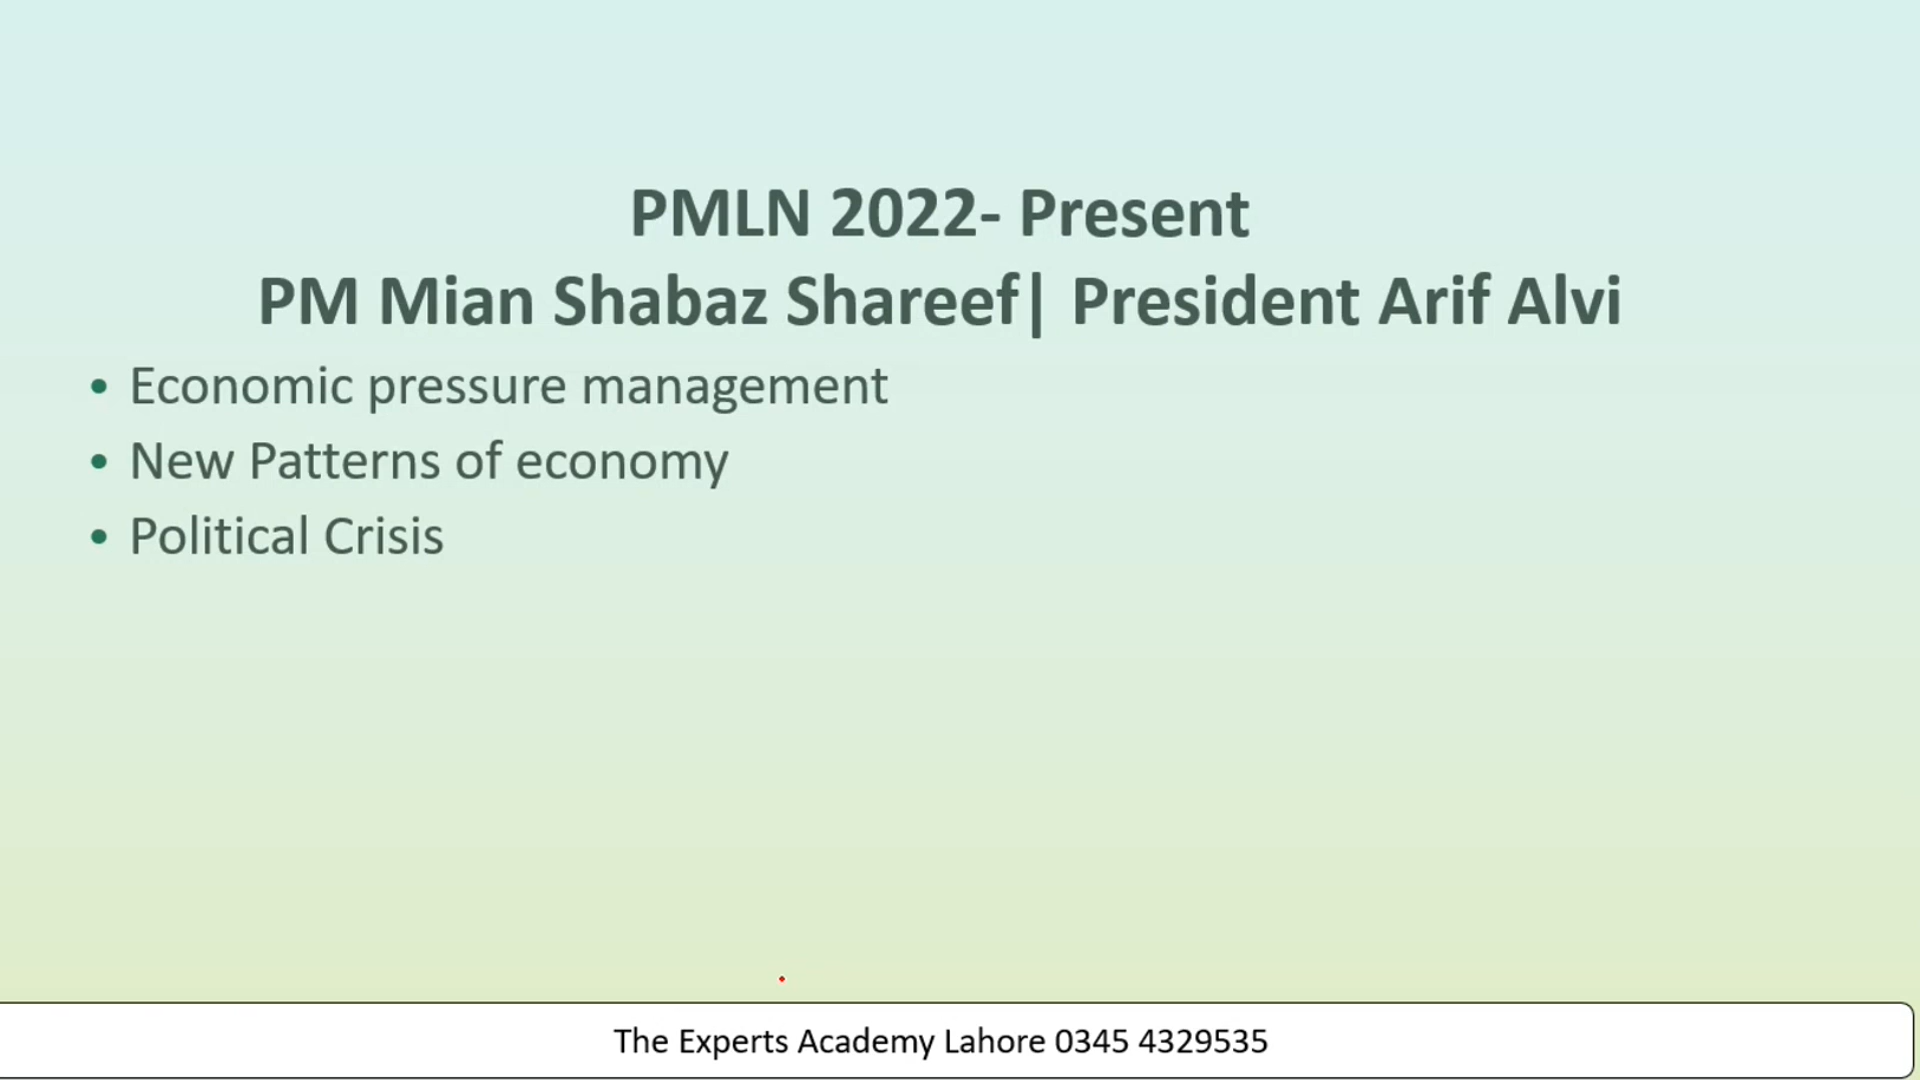 PMLN 2022- Present
PM Mian Shabaz Shareef| President Arif Alvi
• Economic pressure management
• New Patterns of economy
• Political Crisis
The Experts Academy Lahore 0345 4329535